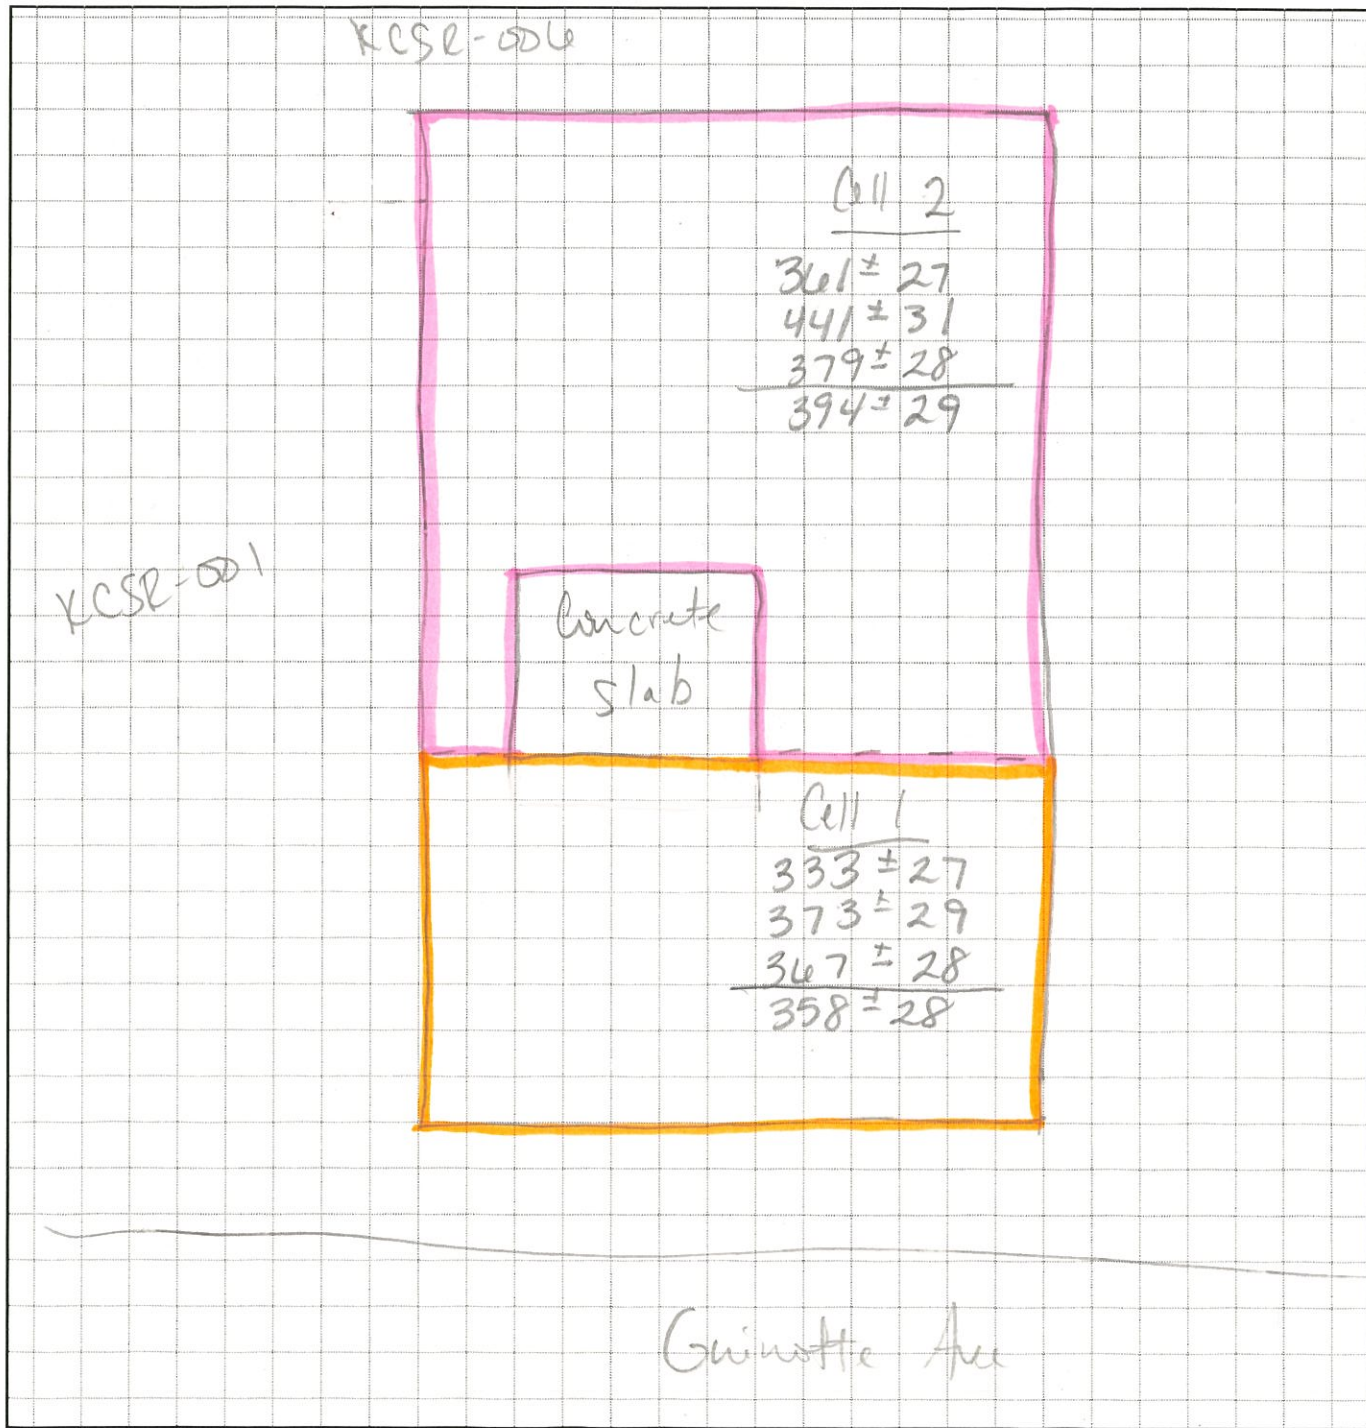 KCSR-006
Cell 2
361 ± 27
441 ± 31
379 ± 28
394 ± 29
KCSR-001
Concrete
slab
Cell 1
333 ± 27
373 ± 29
367 ± 28
358 ± 28
Guinotte Ave